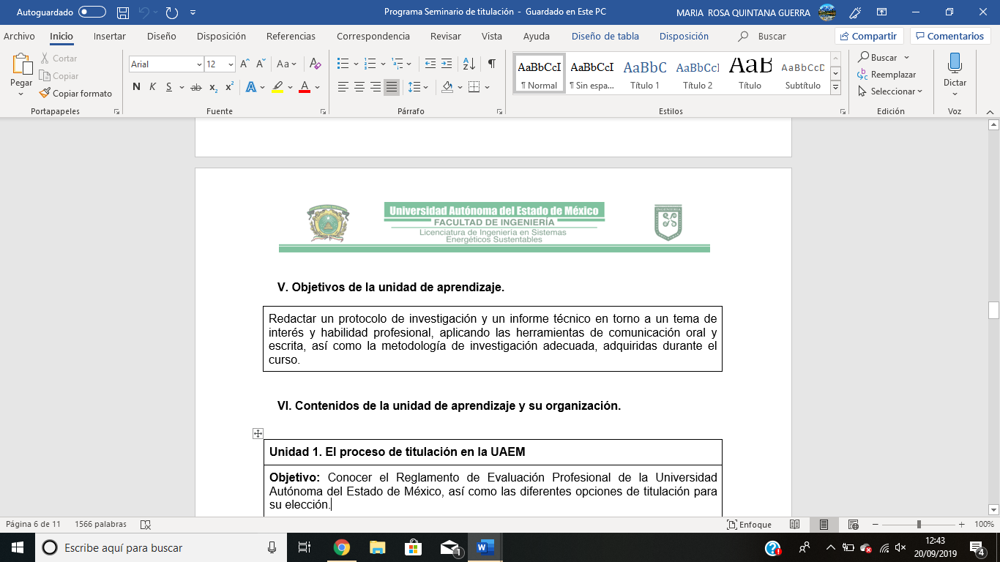 Autoguardado
Programa Seminario de titulación - Guardado en Este PC
MARIA ROSA QUINTANA GUERRA
Archivo Inicio Insertar Diseño Disposición Referencias Correspondencia Revisar Vista Ayuda Diseño de tabla Disposición Buscar Compartir Comentarios
Pegar
Cortar
Copiar
Copiar formato
Portapapeles
Arial 12
N K S ab x₂ x² A A
Fuente
Párrafo
AaBbCcI AaBbCcI AaBbC AaBbCcI AaB AaBbCcD
¶ Normal ¶ Sin espa... Título 1 Título 2 Título Subtítulo
Estilos
Buscar
Reemplazar
Seleccionar
Edición
Dictar
Voz
Universidad Autónoma del Estado de México
FACULTAD DE INGENIERÍA
Licenciatura de Ingeniería en Sistemas
Energéticos Sustentables
INGENIERIA
V. Objetivos de la unidad de aprendizaje.
Redactar un protocolo de investigación y un informe técnico en torno a un tema de
interés y habilidad profesional, aplicando las herramientas de comunicación oral y
escrita, así como la metodología de investigación adecuada, adquiridas durante el
curso.
VI. Contenidos de la unidad de aprendizaje y su organización.
Unidad 1. El proceso de titulación en la UAEM
Objetivo: Conocer el Reglamento de Evaluación Profesional de la Universidad
Autónoma del Estado de México, así como las diferentes opciones de titulación para
su elección.
Página 6 de 11 1566 palabras Enfoque 100%
Escribe aquí para buscar
1
12:43
20/09/2019
4